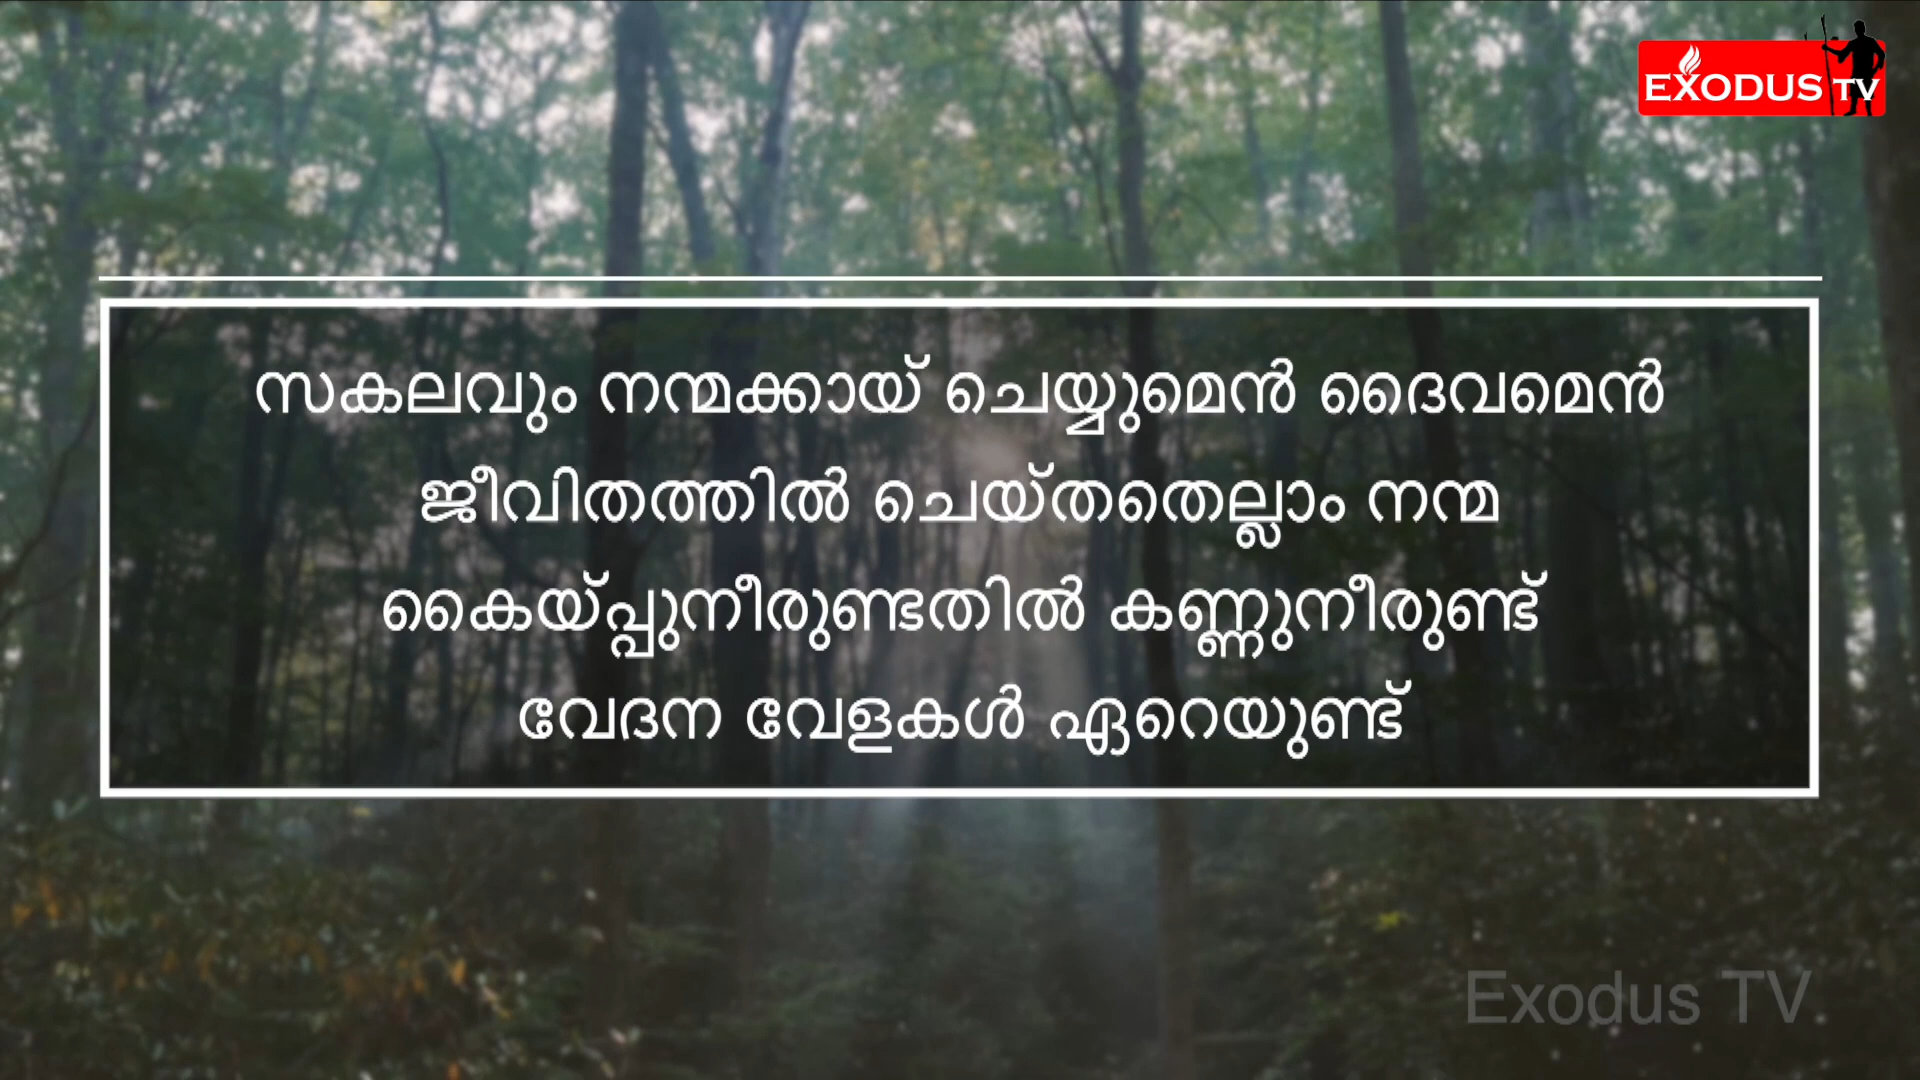 EXODUS TV
സകലവും നന്മക്കായ് ചെയ്യുമെൻ ദൈവമെൻ
ജീവിതത്തിൽ ചെയ്തതെല്ലാം നന്മ
കൈയ്പ്പുനീരുണ്ടതിൽ കണ്ണുനീരുണ്ട്
വേദന വേളകൾ ഏറെയുണ്ട്
Exodus TV